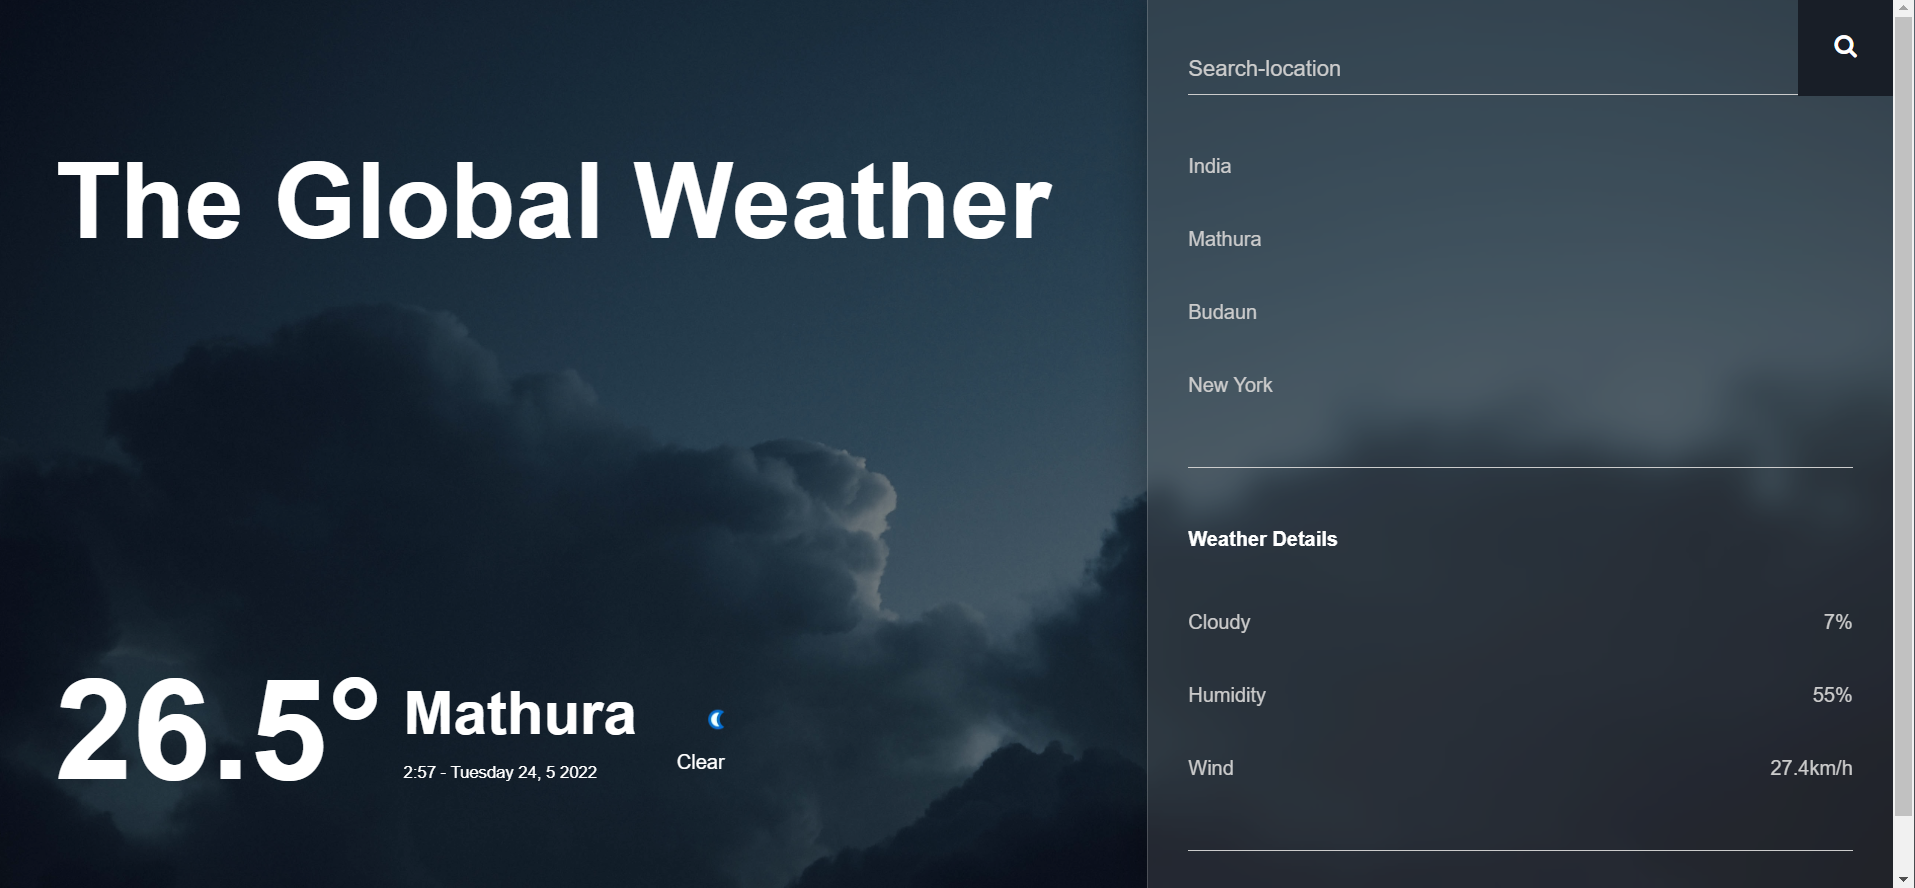 The Global Weather
26.5°
Mathura
2:57 - Tuesday 24, 5 2022
Clear
Search-location
India
Mathura
Budaun
New York
Weather Details
Cloudy 7%
Humidity 55%
Wind 27.4km/h